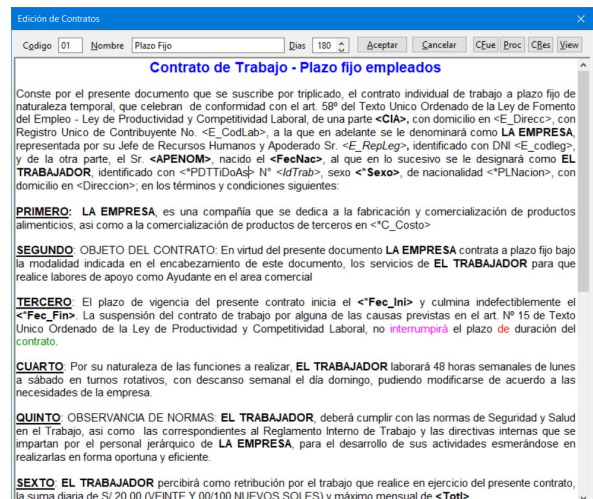 Edición de Contratos
Codigo 01 Nombre Plazo Fijo Dias 180 Aceptar Cancelar CFue Proc CRes View
Contrato de Trabajo - Plazo fijo empleados
Conste por el presente documento que se suscribe por triplicado, el contrato individual de trabajo a plazo fijo de
naturaleza temporal, que celebran de conformidad con el art. 58º del Texto Unico Ordenado de la Ley de Fomento
del Empleo - Ley de Productividad y Competitividad Laboral, de una parte <CIA>, con domicilio en <E_Direcc>, con
Registro Unico de Contribuyente No. <E_CodLab>, a la que en adelante se le denominará como LA EMPRESA,
representada por su Jefe de Recursos Humanos y Apoderado Sr. <E_RepLeg>, identificado con DNI <E_codleg>,
y de la otra parte, el Sr. <APENOM>, nacido el <FecNac>, al que en lo sucesivo se le designará como EL
TRABAJADOR, identificado con <*PDTTiDoAs> N° <IdTrab>, sexo <*Sexo>, de nacionalidad <*PLNacion>, con
domicilio en <Direccion>; en los términos y condiciones siguientes:
PRIMERO: LA EMPRESA, es una compañía que se dedica a la fabricación y comercialización de productos
alimenticios, asi como a la comercialización de productos de terceros en <*C_Costo>
SEGUNDO: OBJETO DEL CONTRATO: En virtud del presente documento LA EMPRESA contrata a plazo fijo bajo
la modalidad indicada en el encabezamiento de este documento, los servicios de EL TRABAJADOR para que
realice labores de apoyo como Ayudante en el area comercial
TERCERO: El plazo de vigencia del presente contrato inicia el <*Fec_Ini> y culmina indefectiblemente el
<*Fec_Fin>. La suspensión del contrato de trabajo por alguna de las causas previstas en el art. Nº 15 de Texto
Unico Ordenado de la Ley de Productividad y Competitividad Laboral, no interrumpirá el plazo de duración del
contrato.
CUARTO: Por su naturaleza de las funciones a realizar, EL TRABAJADOR laborará 48 horas semanales de lunes
a sábado en turnos rotativos, con descanso semanal el día domingo, pudiendo modificarse de acuerdo a las
necesidades de la empresa.
QUINTO: OBSERVANCIA DE NORMAS: EL TRABAJADOR, deberá cumplir con las normas de Seguridad y Salud
en el Trabajo, asi como las correspondientes al Reglamento Interno de Trabajo y las directivas internas que se
impartan por el personal jerárquico de LA EMPRESA, para el desarrollo de sus actividades esmerándose en
realizarlas en forma oportuna y eficiente.
SEXTO: EL TRABAJADOR percibirá como retribución por el trabajo que realice en ejercicio del presente contrato,
la suma diaria de S/ 20.00 (VEINTE Y 00/100 NUEVOS SOLES) y máximo mensual de <Totl>